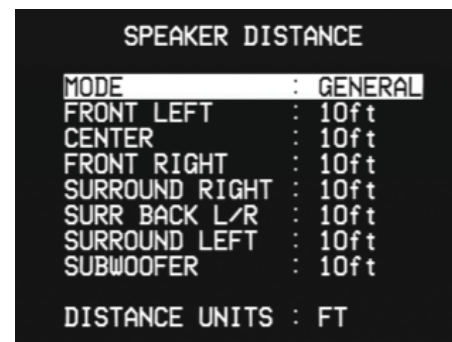 SPEAKER DISTANCE
MODE : GENERAL
FRONT LEFT : 10ft
CENTER : 10ft
FRONT RIGHT : 10ft
SURROUND RIGHT : 10ft
SURR BACK L/R : 10ft
SURROUND LEFT : 10ft
SUBWOOFER : 10ft
DISTANCE UNITS : FT